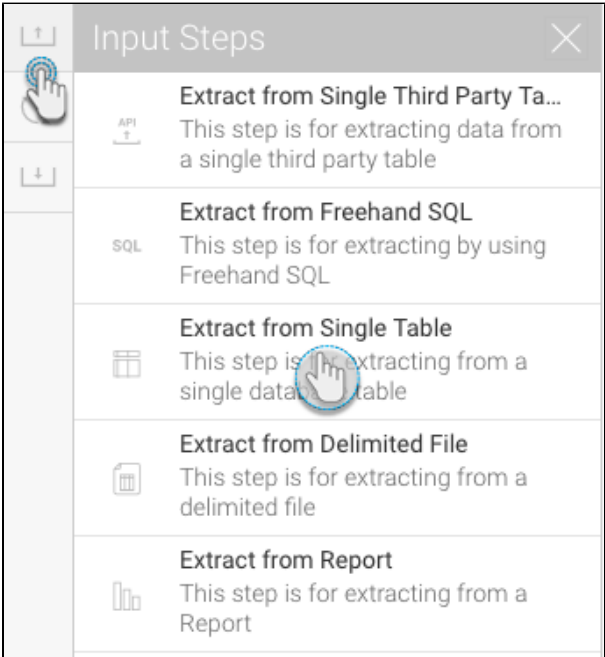 Input Steps
Extract from Single Third Party Ta...
API
This step is for extracting data from
a single third party table
Extract from Freehand SQL
SQL
This step is for extracting by using
Freehand SQL
Extract from Single Table
This step is for extracting from a
single database table
Extract from Delimited File
This step is for extracting from a
delimited file
Extract from Report
This step is for extracting from a
Report